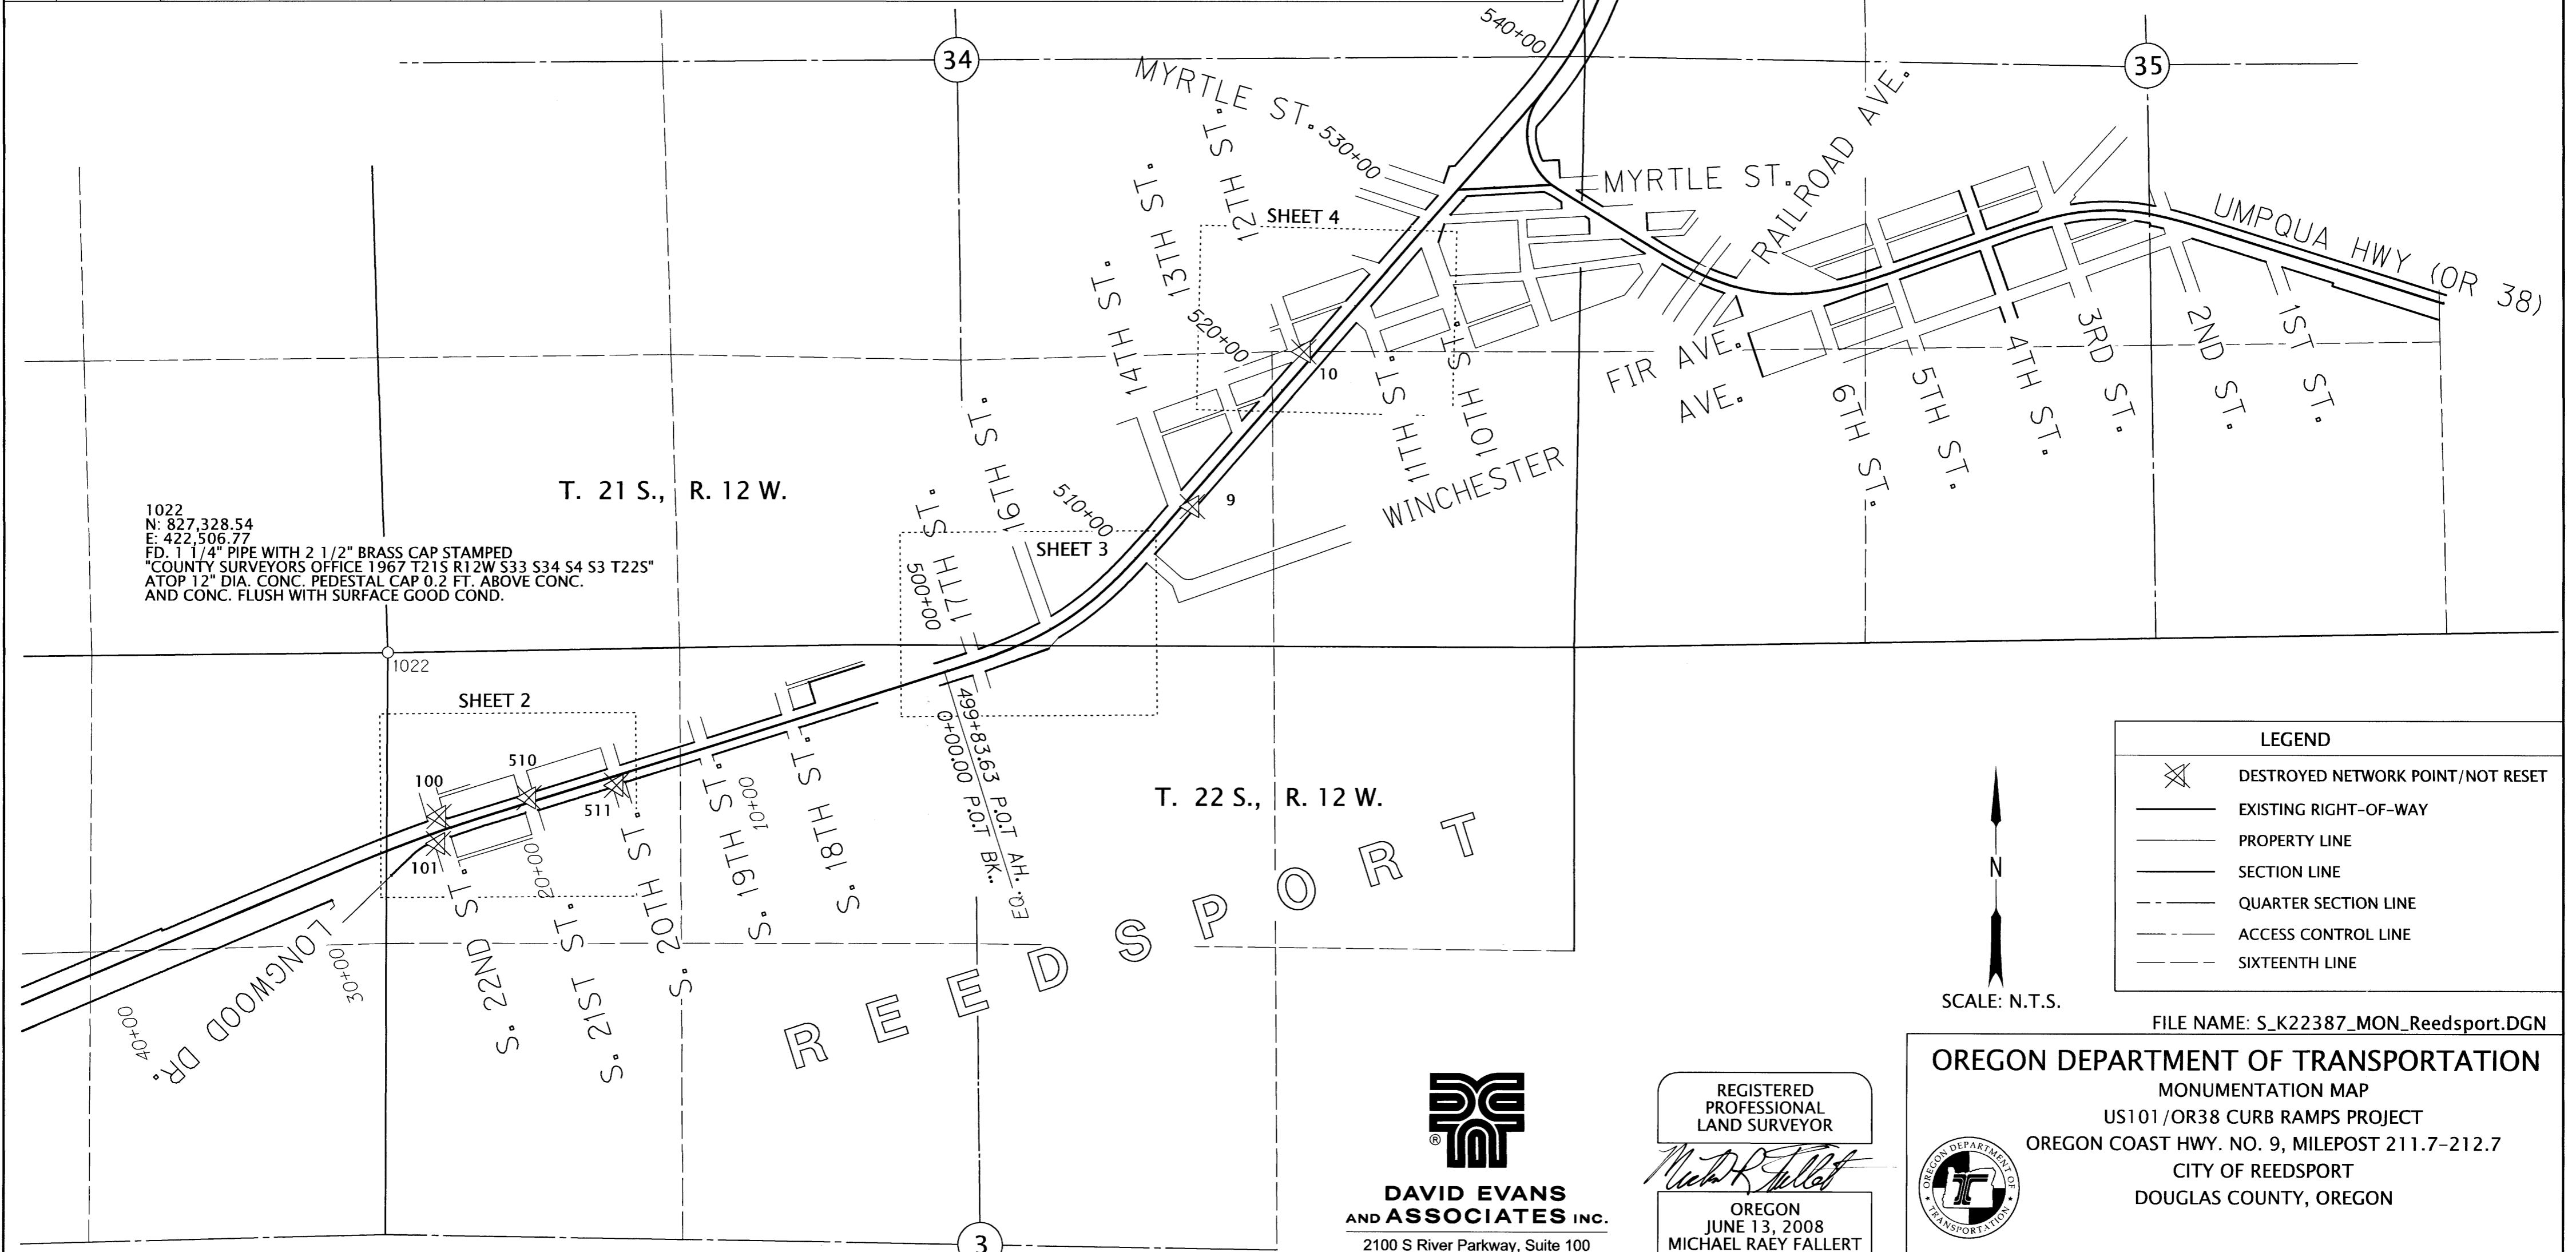 540+00
34
35
MYRTLE ST.
530+00
12TH ST.
13TH ST.
14TH ST.
SHEET 4
MYRTLE ST.
RAILROAD AVE.
UMPQUA HWY (OR 38)
520+00
10
11TH ST.
10TH ST.
FIR AVE.
WINCHESTER AVE.
6TH ST.
5TH ST.
4TH ST.
3RD ST.
2ND ST.
1ST ST.
T. 21 S., R. 12 W.
16TH ST.
17TH ST.
510+00
9
SHEET 3
500+00
1022
N: 827,328.54
E: 422,506.77
FD. 1 1/4" PIPE WITH 2 1/2" BRASS CAP STAMPED
"COUNTY SURVEYORS OFFICE 1967 T21S R12W S33 S34 S4 S3 T22S"
ATOP 12" DIA. CONC. PEDESTAL CAP 0.2 FT. ABOVE CONC.
AND CONC. FLUSH WITH SURFACE GOOD COND.
1022
SHEET 2
510
100
511
101
499+83.63 P.O.T AH. EQ.
0+00.00 P.O.T BK..
10+00
20+00
30+00
40+00
LONGWOOD DR.
S. 22ND ST.
S. 21ST ST.
S. 20TH ST.
S. 19TH ST.
S. 18TH ST.
T. 22 S., R. 12 W.
REEDSPORT
3
N
SCALE: N.T.S.
LEGEND
DESTROYED NETWORK POINT/NOT RESET
EXISTING RIGHT-OF-WAY
PROPERTY LINE
SECTION LINE
QUARTER SECTION LINE
ACCESS CONTROL LINE
SIXTEENTH LINE
FILE NAME: S_K22387_MON_Reedsport.DGN
OREGON DEPARTMENT OF TRANSPORTATION
MONUMENTATION MAP
US101/OR38 CURB RAMPS PROJECT
OREGON COAST HWY. NO. 9, MILEPOST 211.7-212.7
CITY OF REEDSPORT
DOUGLAS COUNTY, OREGON
OREGON DEPARTMENT OF TRANSPORTATION
®
DAVID EVANS
AND ASSOCIATES INC.
2100 S River Parkway, Suite 100
REGISTERED
PROFESSIONAL
LAND SURVEYOR
OREGON
JUNE 13, 2008
MICHAEL RAEY FALLERT